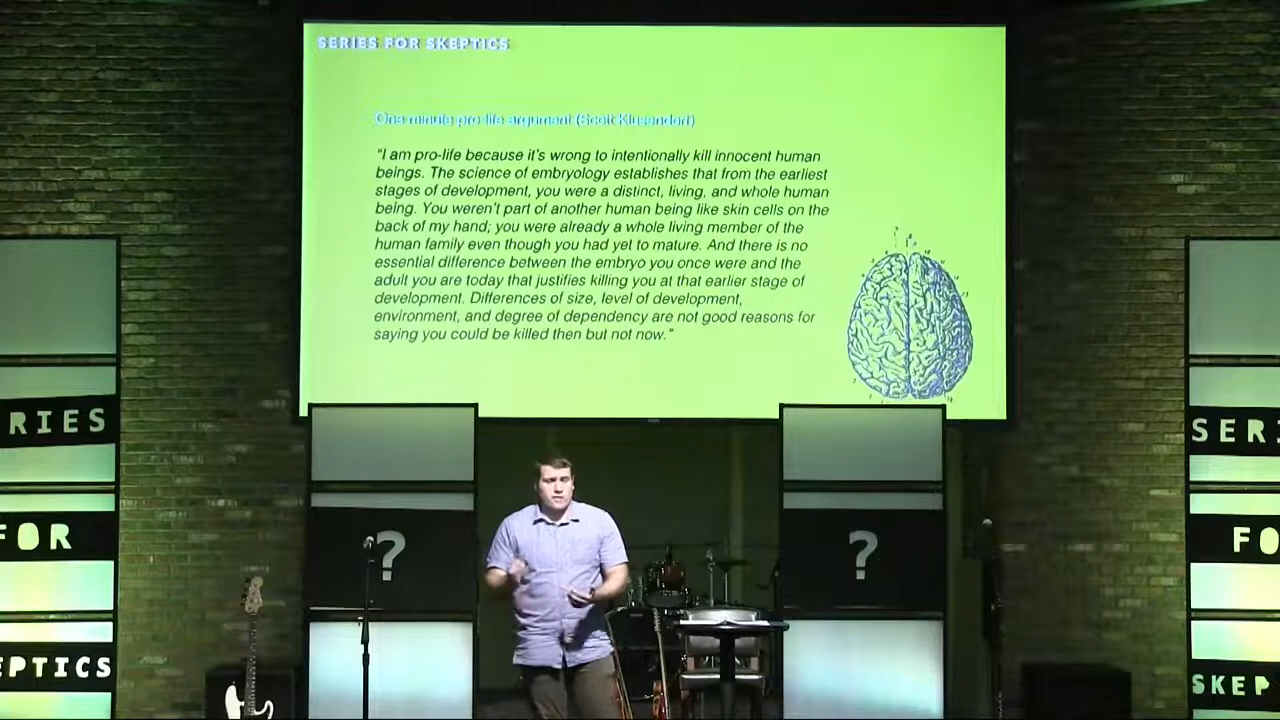 SERIES FOR SKEPTICS
One minute pro-life argument (Scott Klusendorf)
"I am pro-life because it's wrong to intentionally kill innocent human
beings. The science of embryology establishes that from the earliest
stages of development, you were a distinct, living, and whole human
being. You weren't part of another human being like skin cells on the
back of my hand; you were already a whole living member of the
human family even though you had yet to mature. And there is no
essential difference between the embryo you once were and the
adult you are today that justifies killing you at that earlier stage of
development. Differences of size, level of development,
environment, and degree of dependency are not good reasons for
saying you could be killed then but not now."
RIES
FOR
EPTICS
?
?
SER
FO
SKEP